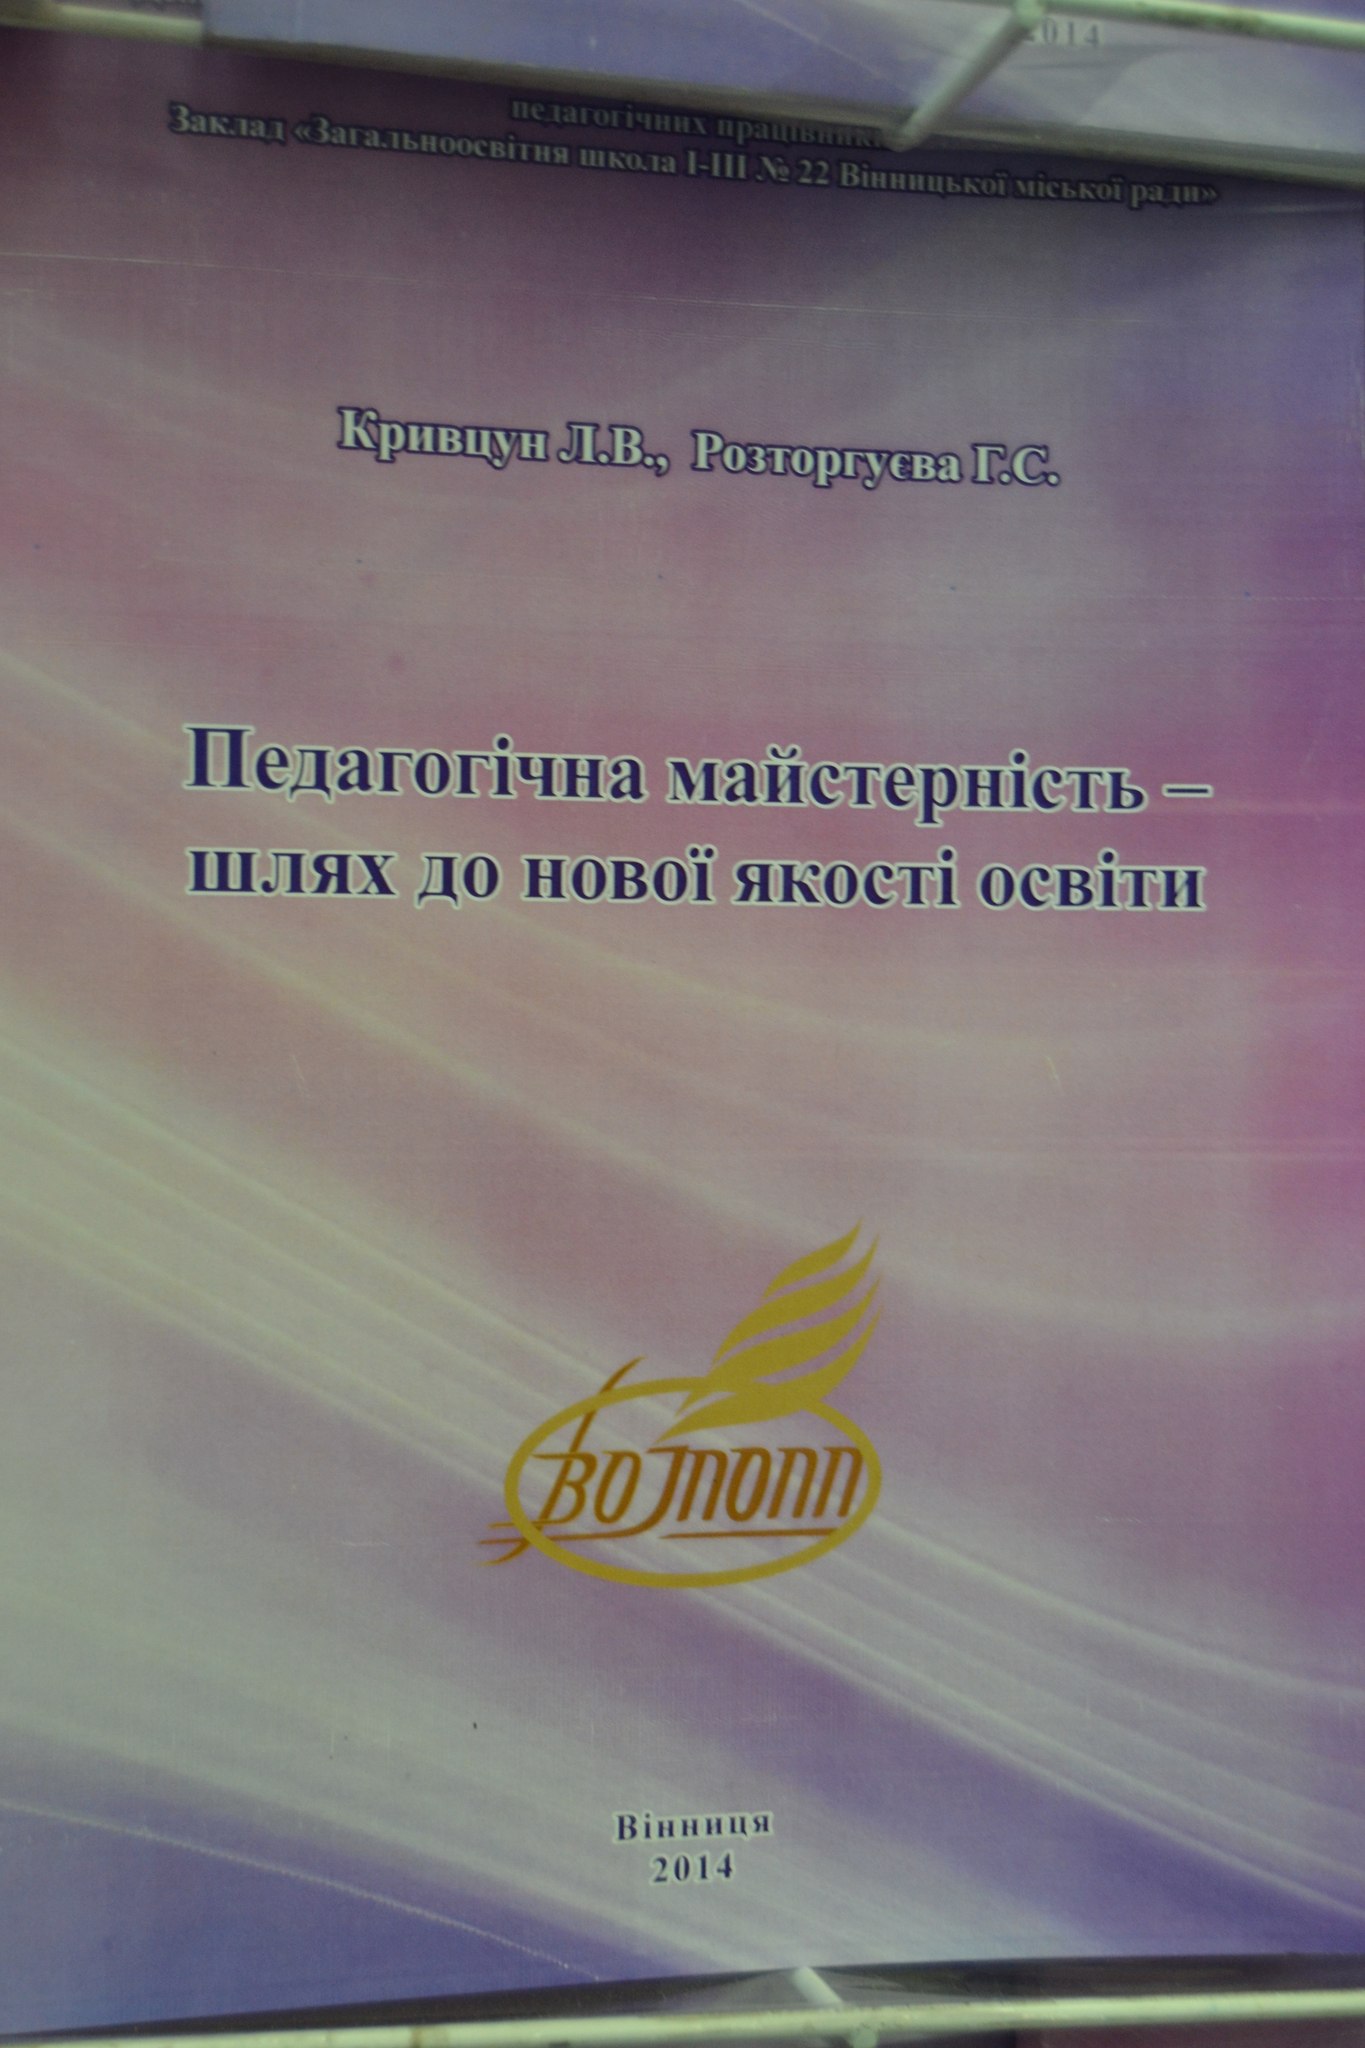 2014
педагогічних
Заклад «Загальноосвітня школа І-ІІІ № 22 Вінницької міської ради»
Кривцун Л.В., Розторгуєва Г.С.
Педагогічна майстерність –
шлях до нової якості освіти
ВОІПОПП
Вінниця
2014